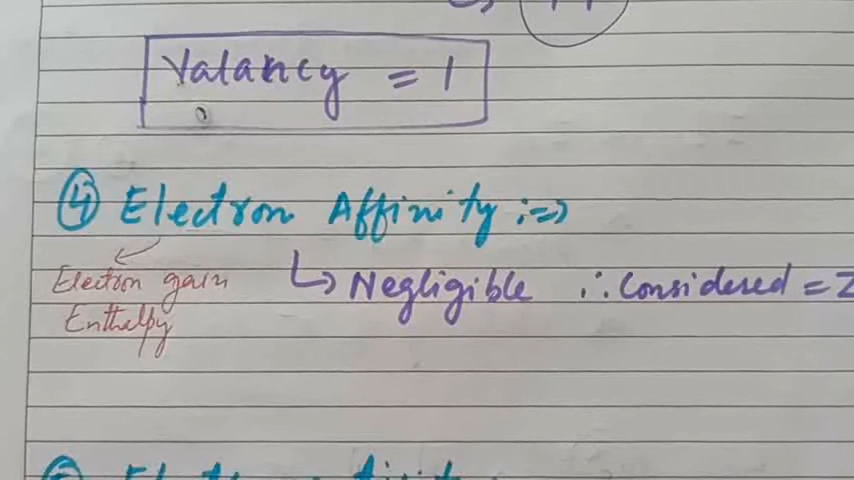 Valancy = 1
④ Electron Affinity :=>
Electron gain
Enthalpy
↳ Negligible ∴ Considered =